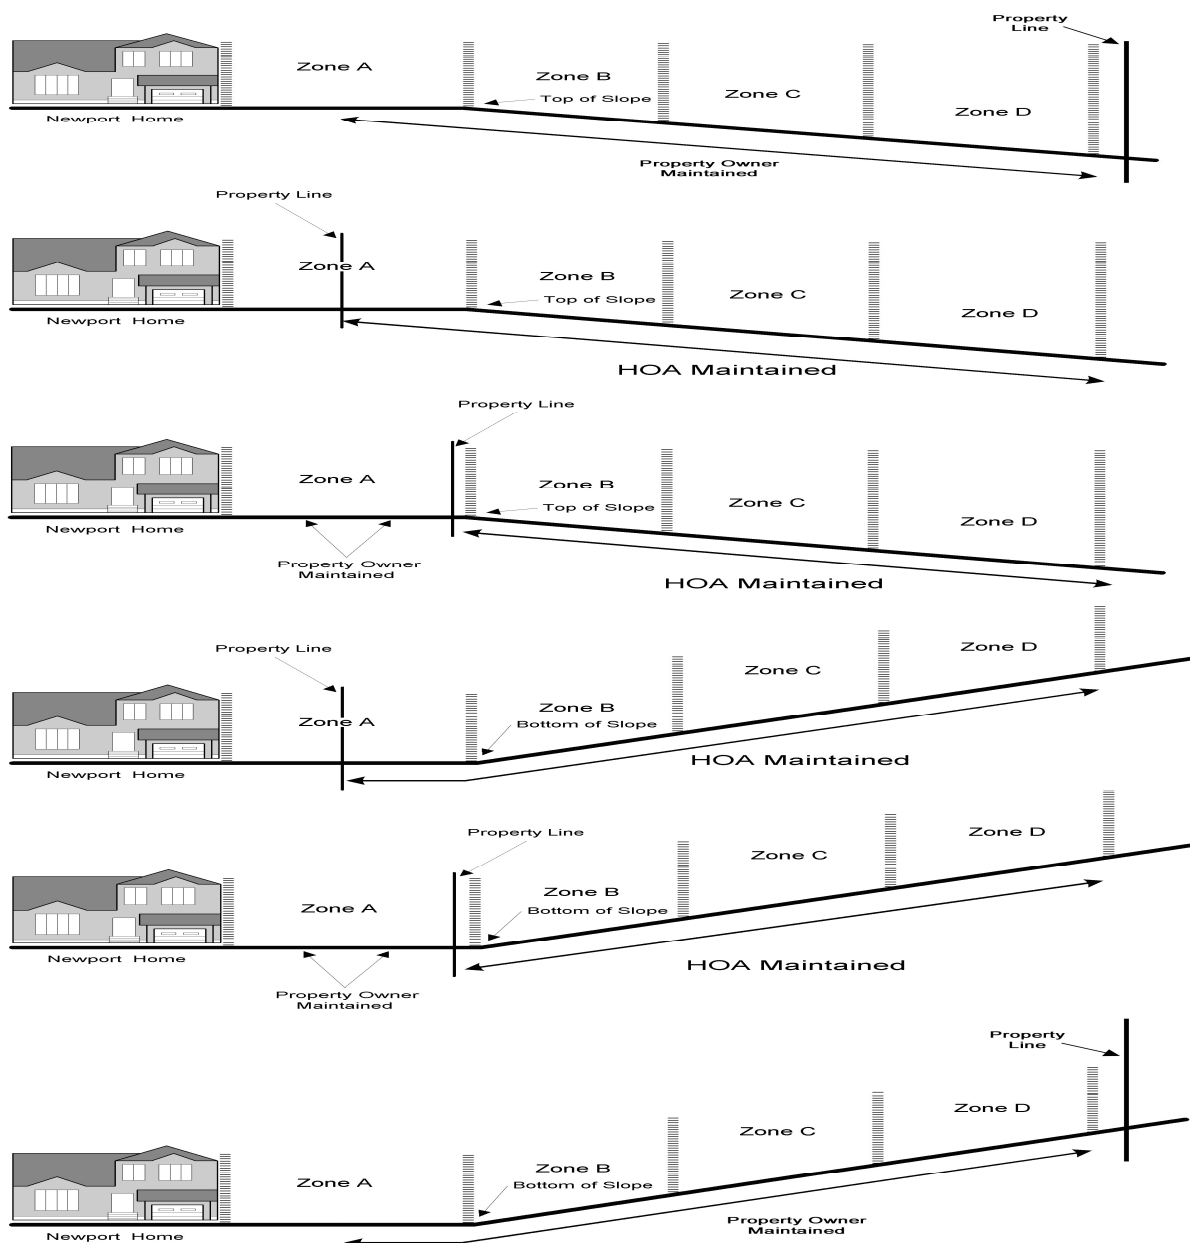 Property
Line
Zone A
Zone B
Zone C
Top of Slope
Zone D
Newport Home
Property Owner
Maintained
Property Line
Zone A
Zone B
Zone C
Top of Slope
Zone D
Newport Home
HOA Maintained
Property Line
Zone A
Zone B
Zone C
Top of Slope
Zone D
Newport Home
Property Owner
Maintained
HOA Maintained
Property Line
Zone D
Zone C
Zone A
Zone B
Bottom of Slope
HOA Maintained
Newport Home
Property Line
Zone D
Zone C
Zone B
Zone A
Bottom of Slope
Newport Home
HOA Maintained
Property Owner
Maintained
Property
Line
Zone D
Zone C
Zone B
Zone A
Bottom of Slope
Property Owner
Maintained
Newport Home